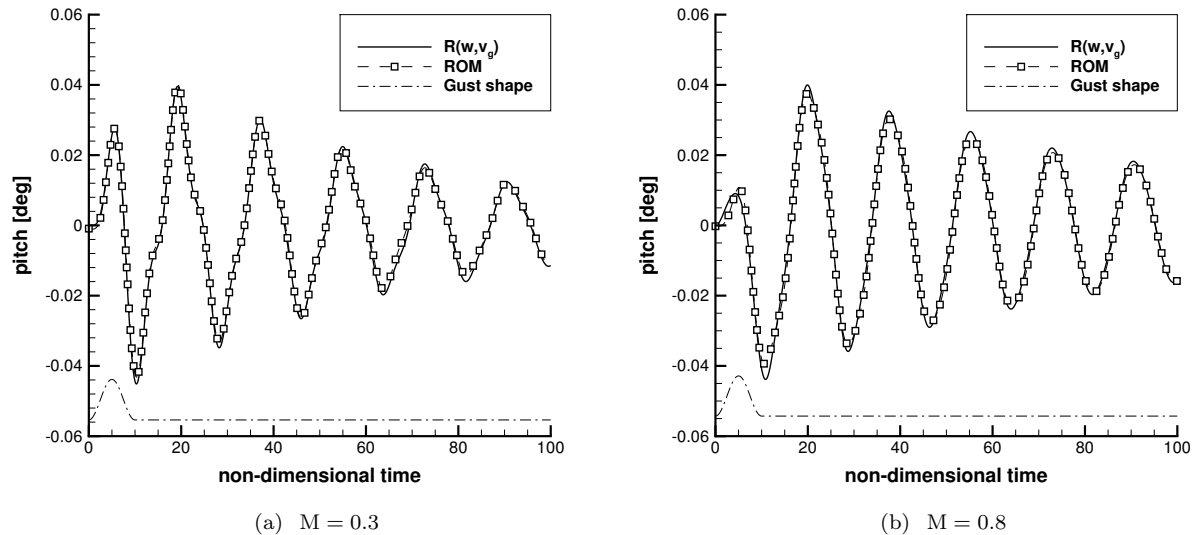 0.06
0.04
0.02
0
-0.02
-0.04
-0.06
pitch [deg]
0 20 40 60 80 100
non-dimensional time
R(w,v_g)
ROM
Gust shape
(a) M = 0.3
0.06
0.04
0.02
0
-0.02
-0.04
-0.06
pitch [deg]
0 20 40 60 80 100
non-dimensional time
R(w,v_g)
ROM
Gust shape
(b) M = 0.8